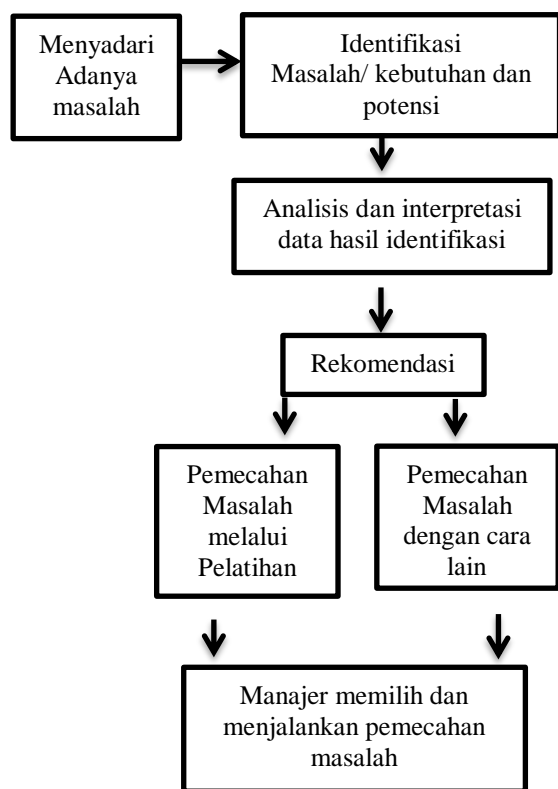 Menyadari
Adanya
masalah
Identifikasi
Masalah/ kebutuhan dan
potensi
Analisis dan interpretasi
data hasil identifikasi
Rekomendasi
Pemecahan
Masalah
melalui
Pelatihan
Pemecahan
Masalah
dengan cara
lain
Manajer memilih dan
menjalankan pemecahan
masalah